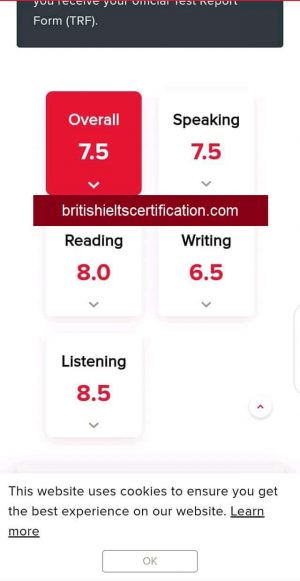 you receive your official Test Report
Form (TRF).
Overall
7.5
Speaking
7.5
britishieltscertification.com
Reading
8.0
Writing
6.5
Listening
8.5
This website uses cookies to ensure you get
the best experience on our website. Learn
more
OK